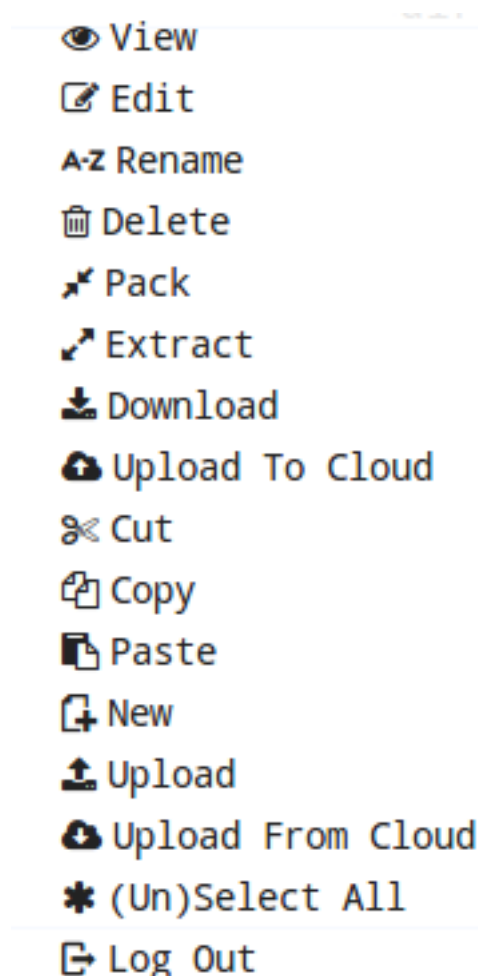 View
Edit
A-Z Rename
Delete
Pack
Extract
Download
Upload To Cloud
Cut
Copy
Paste
New
Upload
Upload From Cloud
(Un)Select All
Log Out